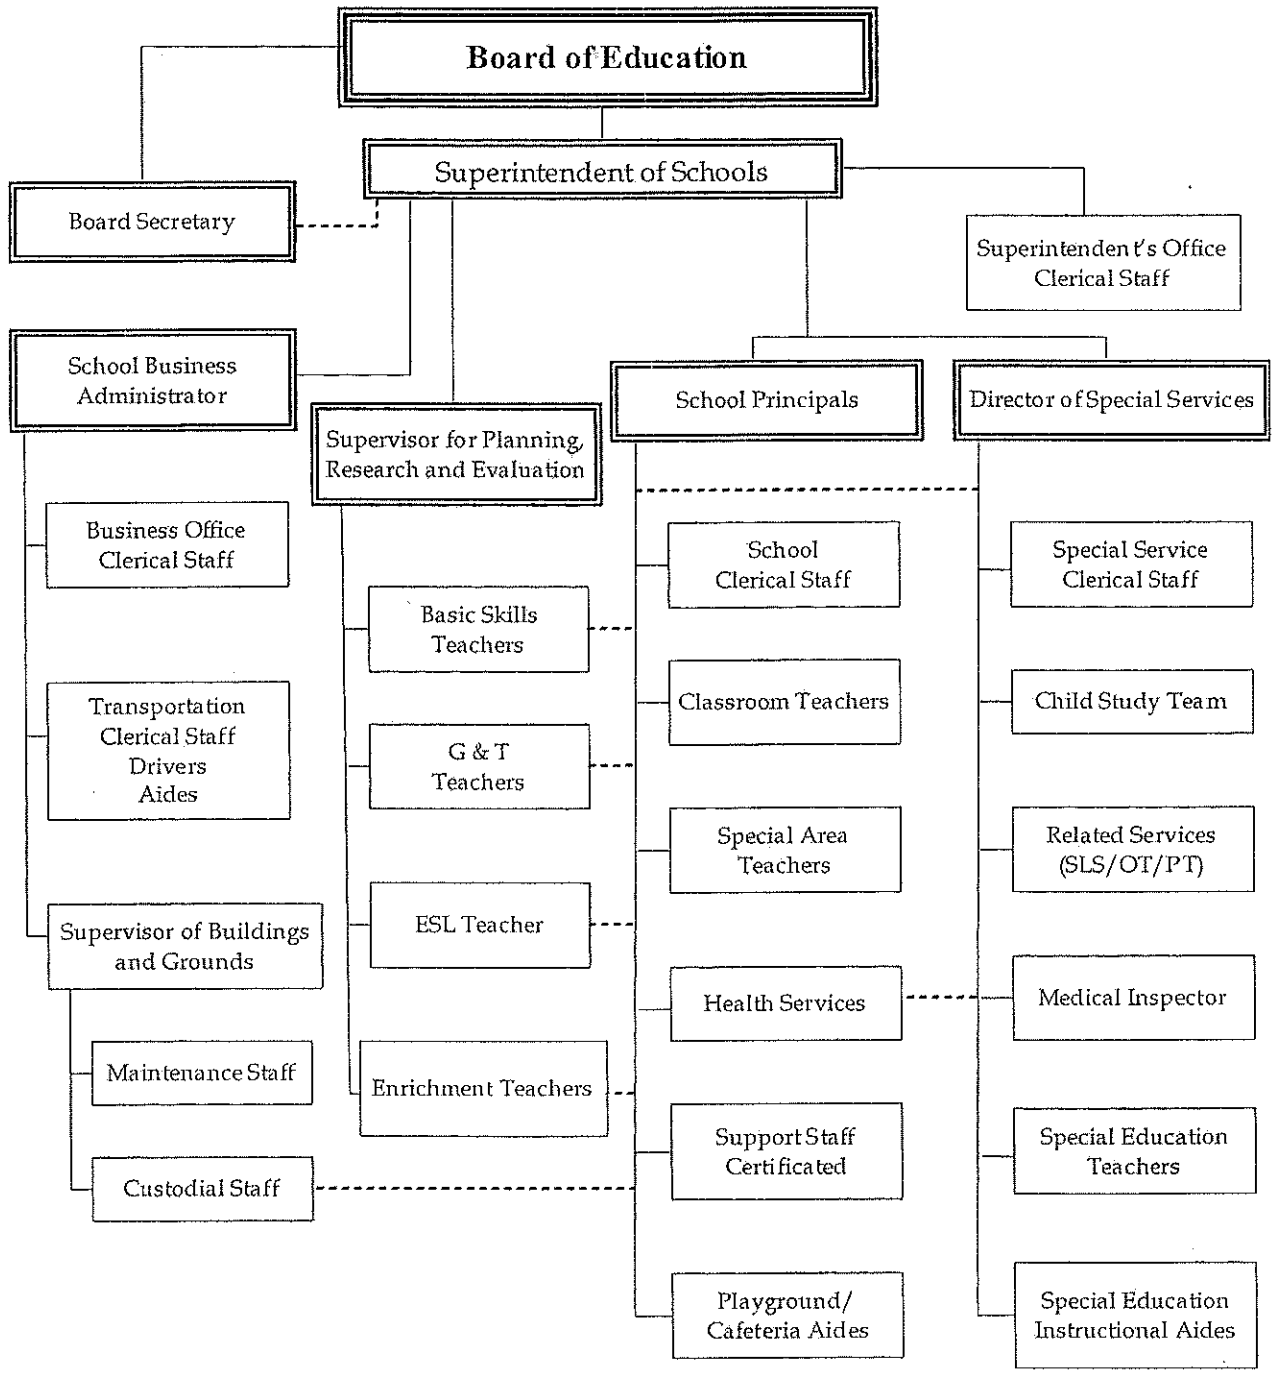 Board of Education
Superintendent of Schools
Board Secretary
Superintendent's Office
Clerical Staff
School Business
Administrator
School Principals
Director of Special Services
Supervisor for Planning,
Research and Evaluation
Business Office
Clerical Staff
School
Clerical Staff
Special Service
Clerical Staff
Basic Skills
Teachers
Transportation
Clerical Staff
Drivers
Aides
Classroom Teachers
Child Study Team
G & T
Teachers
Special Area
Teachers
Related Services
(SLS/OT/PT)
Supervisor of Buildings
and Grounds
ESL Teacher
Health Services
Medical Inspector
Maintenance Staff
Enrichment Teachers
Support Staff
Certificated
Special Education
Teachers
Custodial Staff
Playground/
Cafeteria Aides
Special Education
Instructional Aides